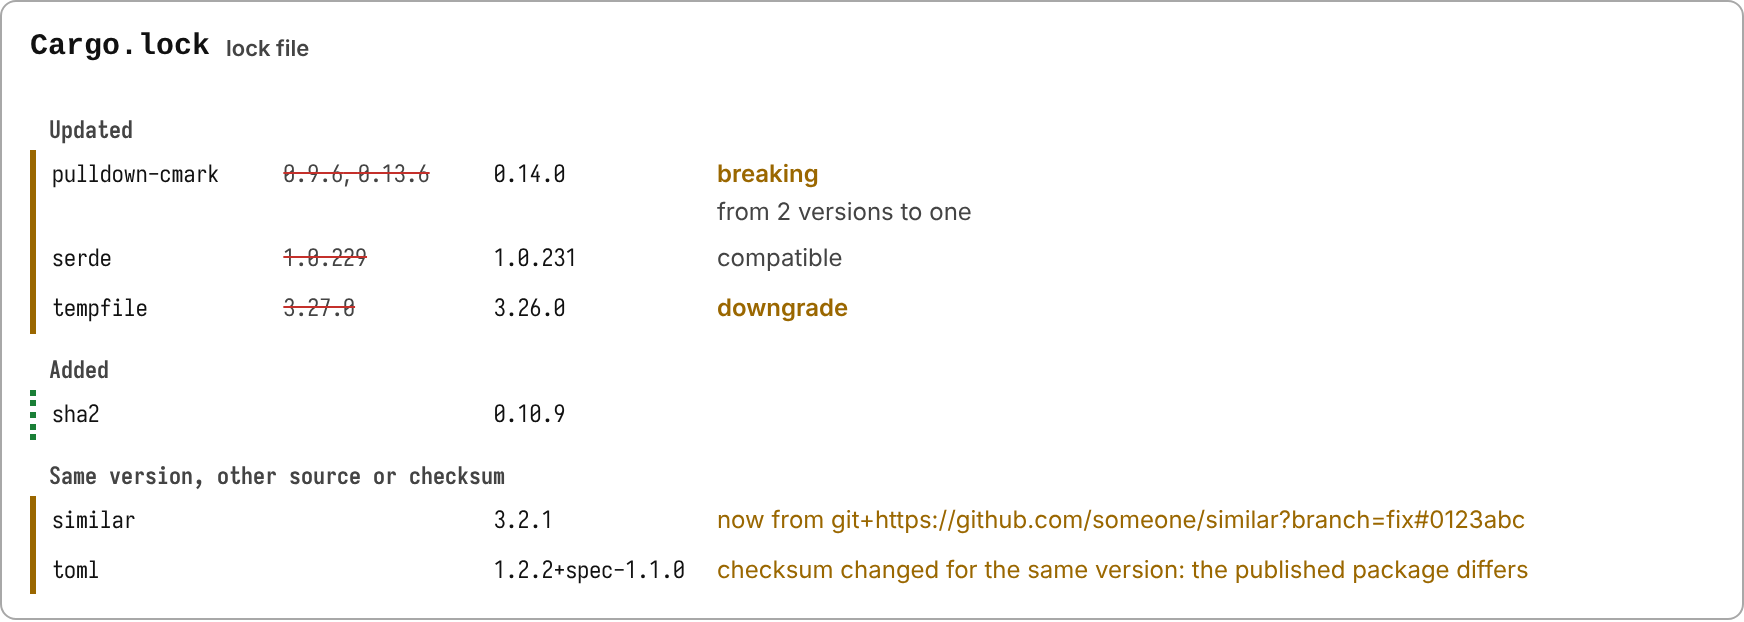 Cargo.lock lock file
Updated
pulldown-cmark 0.9.6, 0.13.6 0.14.0 breaking
from 2 versions to one
serde 1.0.229 1.0.231 compatible
tempfile 3.27.0 3.26.0 downgrade
Added
sha2 0.10.9
Same version, other source or checksum
similar 3.2.1 now from git+https://github.com/someone/similar?branch=fix#0123abc
toml 1.2.2+spec-1.1.0 checksum changed for the same version: the published package differs